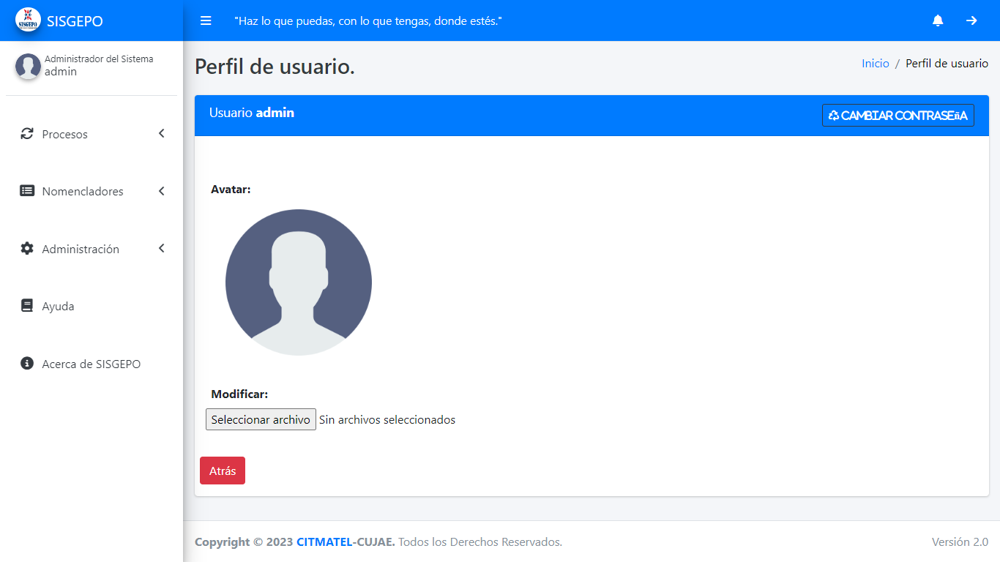 SISGEPO
SISGEPO
"Haz lo que puedas, con lo que tengas, donde estés."
Administrador del Sistema
admin
Procesos
Nomencladores
Administración
Ayuda
Acerca de SISGEPO
Perfil de usuario.
Inicio / Perfil de usuario
Usuario admin
CAMBIAR CONTRASEñA
Avatar:
Modificar:
Seleccionar archivo Sin archivos seleccionados
Atrás
Copyright © 2023 CITMATEL-CUJAE. Todos los Derechos Reservados.
Versión 2.0